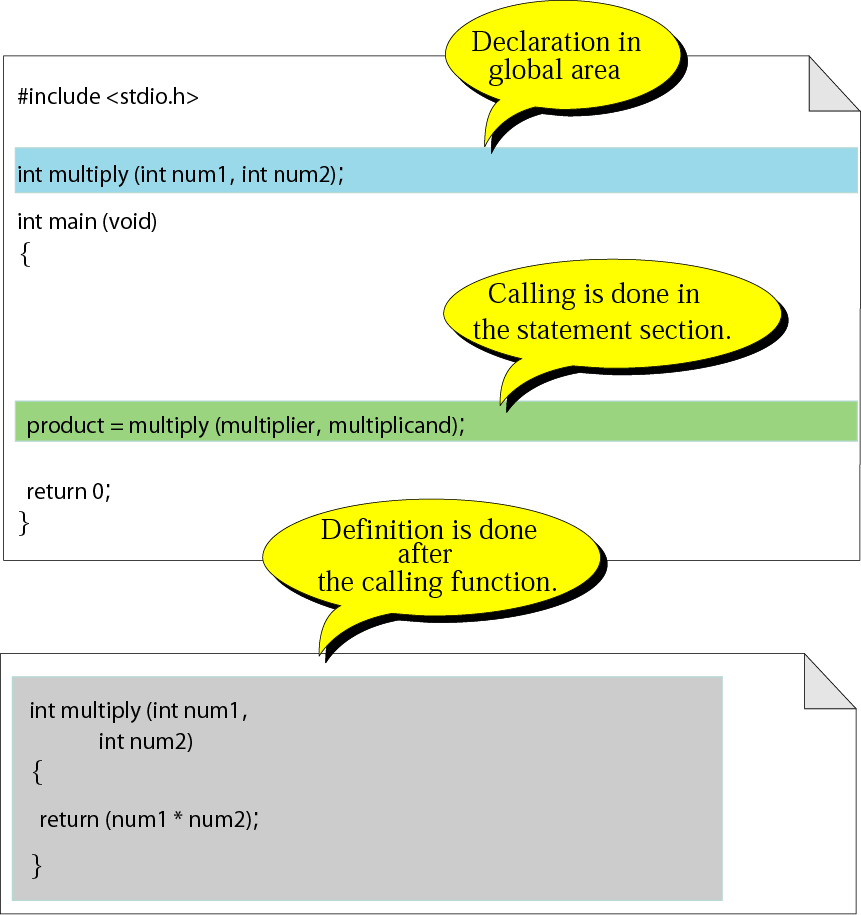 Declaration in
global area
#include <stdio.h>
int multiply (int num1, int num2);
int main (void)
{
Calling is done in
the statement section.
product = multiply (multiplier, multiplicand);
return 0;
}
Definition is done
after
the calling function.
int multiply (int num1,
int num2)
{
return (num1 * num2);
}